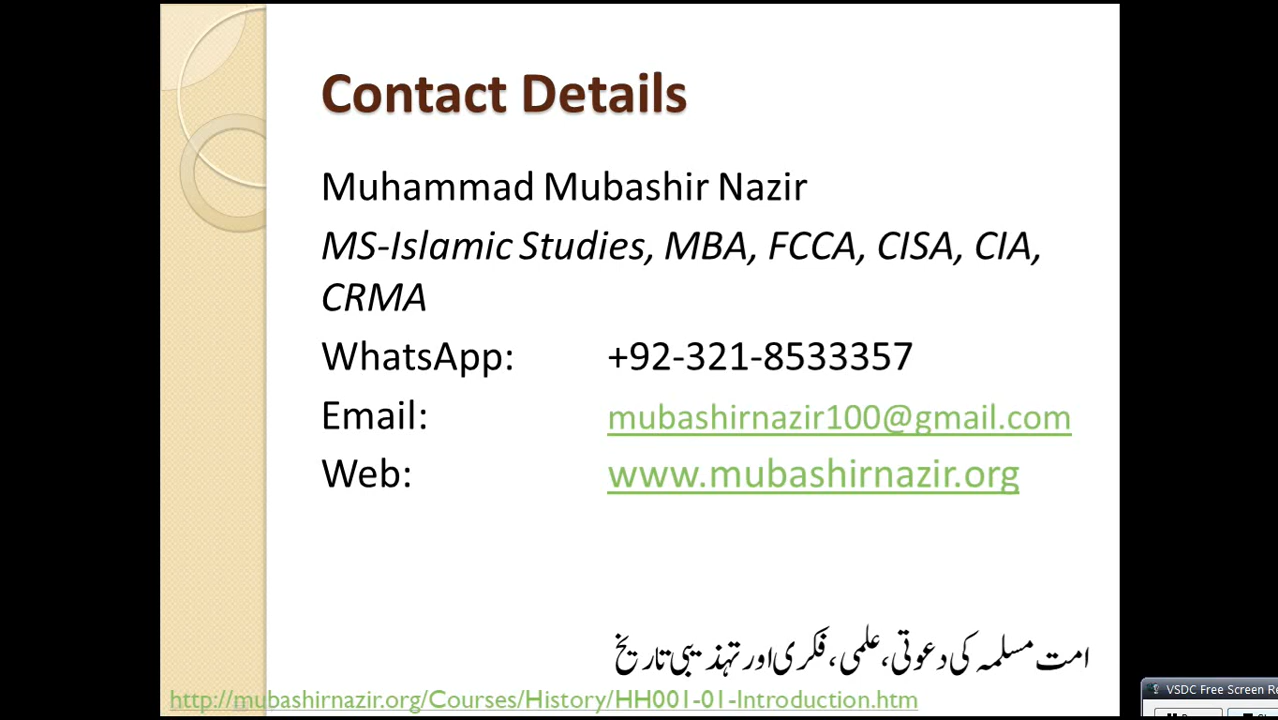 Contact Details
Muhammad Mubashir Nazir
MS-Islamic Studies, MBA, FCCA, CISA, CIA,
CRMA
WhatsApp: +92-321-8533357
Email: mubashirnazir100@gmail.com
Web: www.mubashirnazir.org
امت مسلمہ کی دعوتی، علمی، فکری اور تہذیبی تاریخ
http://mubashirnazir.org/Courses/History/HH001-01-Introduction.htm
VSDC Free Screen Re